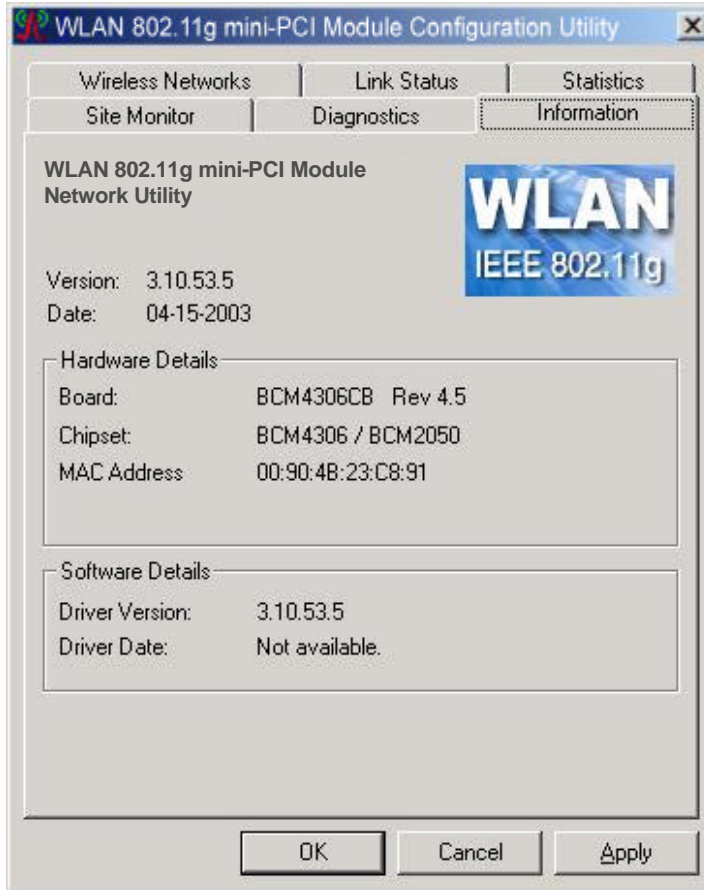 WLAN 802.11g mini-PCI Module Configuration Utility
Wireless Networks Link Status Statistics
Site Monitor Diagnostics Information
WLAN 802.11g mini-PCI Module
Network Utility
WLAN
IEEE 802.11g
Version: 3.10.53.5
Date: 04-15-2003
Hardware Details
Board: BCM4306CB Rev 4.5
Chipset: BCM4306 / BCM2050
MAC Address 00:90:4B:23:C8:91
Software Details
Driver Version: 3.10.53.5
Driver Date: Not available.
OK Cancel Apply